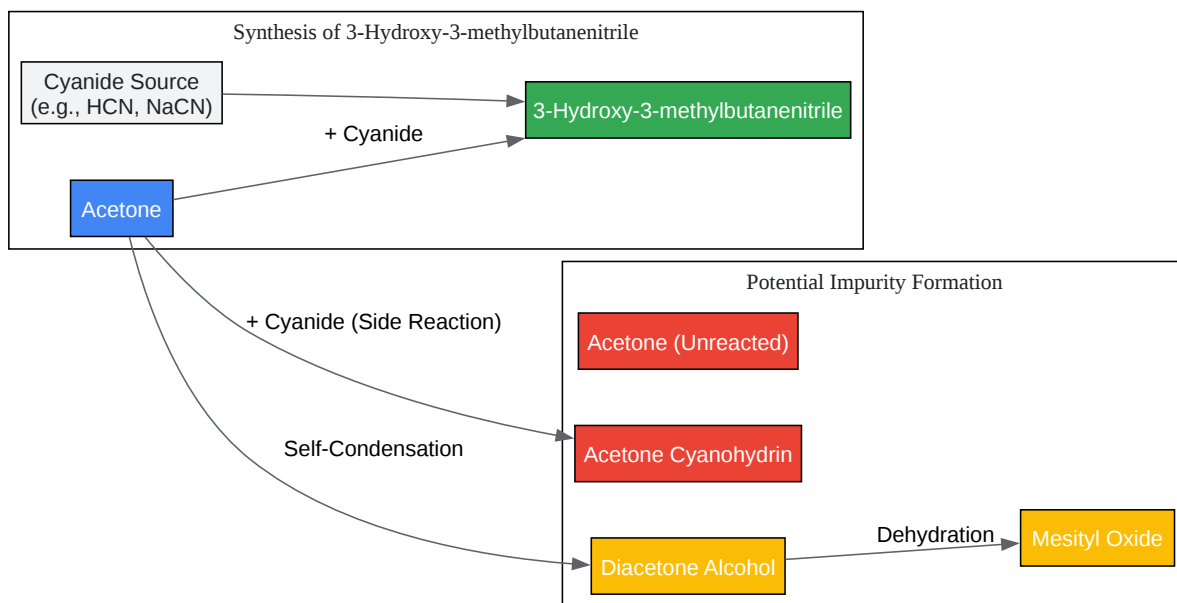 Synthesis of 3-Hydroxy-3-methylbutanenitrile
Cyanide Source
(e.g., HCN, NaCN)
3-Hydroxy-3-methylbutanenitrile
+ Cyanide
Acetone
Potential Impurity Formation
+ Cyanide (Side Reaction)
Acetone (Unreacted)
Self-Condensation
Acetone Cyanohydrin
Dehydration
Mesityl Oxide
Diacetone Alcohol